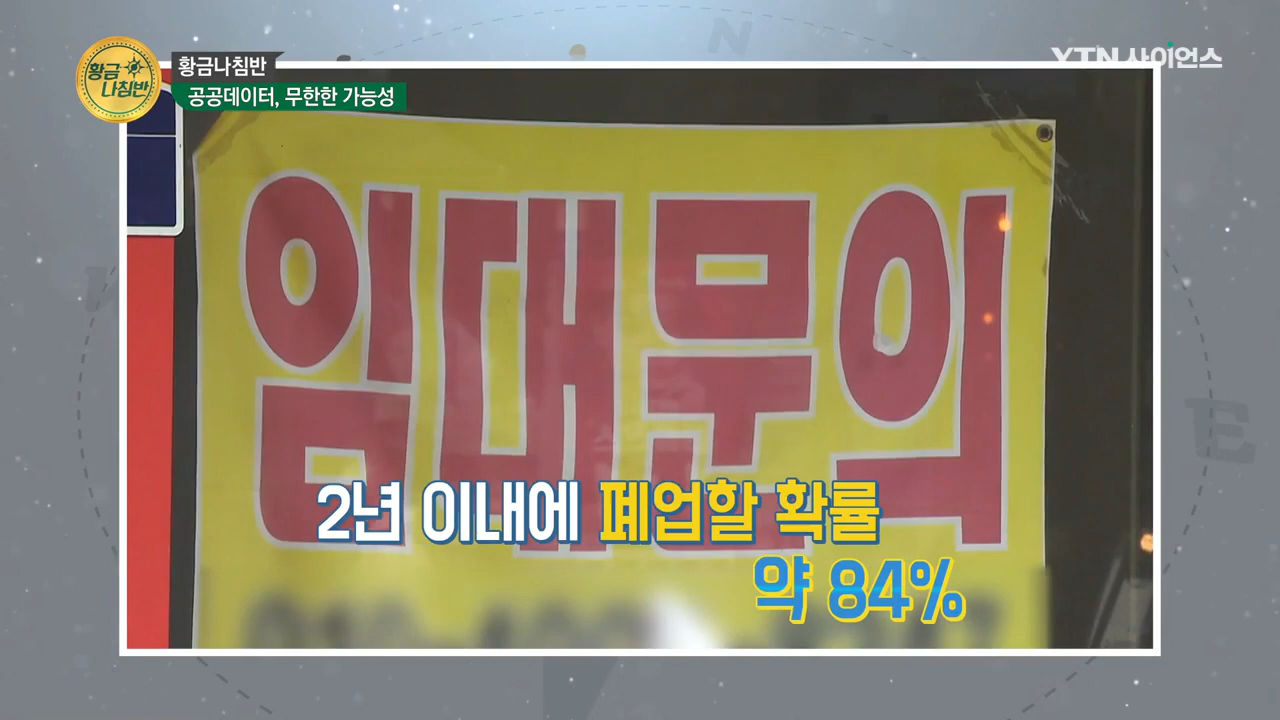 황금나침반
YTN 사이언스
황금
나침반
공공데이터, 무한한 가능성
임대문의
2년 이내에 폐업할 확률
약 84%
N
E